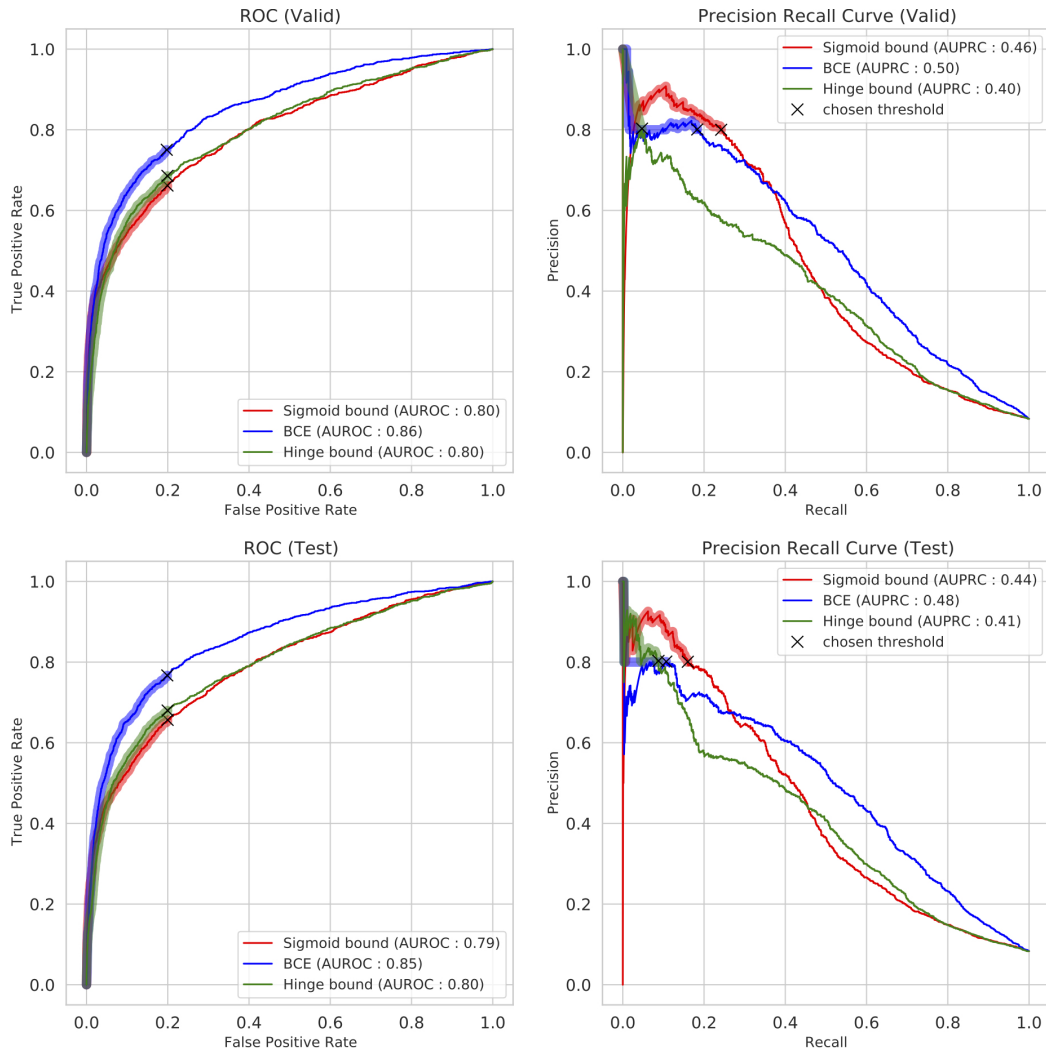 ROC (Valid)
True Positive Rate
1.0
0.8
0.6
0.4
0.2
0.0
Sigmoid bound (AUROC : 0.80)
BCE (AUROC : 0.86)
Hinge bound (AUROC : 0.80)
0.0 0.2 0.4 0.6 0.8 1.0
False Positive Rate
Precision Recall Curve (Valid)
Precision
1.0
0.8
0.6
0.4
0.2
0.0
Sigmoid bound (AUPRC : 0.46)
BCE (AUPRC : 0.50)
Hinge bound (AUPRC : 0.40)
chosen threshold
0.0 0.2 0.4 0.6 0.8 1.0
Recall
ROC (Test)
True Positive Rate
1.0
0.8
0.6
0.4
0.2
0.0
Sigmoid bound (AUROC : 0.79)
BCE (AUROC : 0.85)
Hinge bound (AUROC : 0.80)
0.0 0.2 0.4 0.6 0.8 1.0
False Positive Rate
Precision Recall Curve (Test)
Precision
1.0
0.8
0.6
0.4
0.2
0.0
Sigmoid bound (AUPRC : 0.44)
BCE (AUPRC : 0.48)
Hinge bound (AUPRC : 0.41)
chosen threshold
0.0 0.2 0.4 0.6 0.8 1.0
Recall